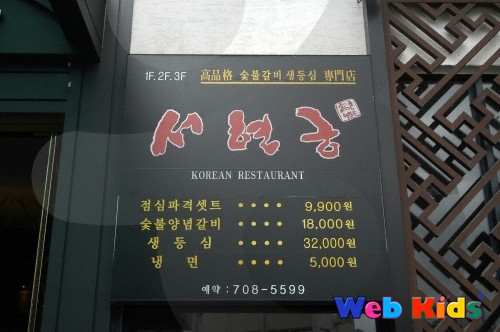 1F. 2F. 3F 高品格 숯불갈비·생등심 專門店
서현궁
KOREAN RESTAURANT
점심파격셋트 •••• 9,900원
숯불양념갈비 •••• 18,000원
생등심 •••• 32,000원
냉면 •••• 5,000원
예약 : 708-5599
Web Kids